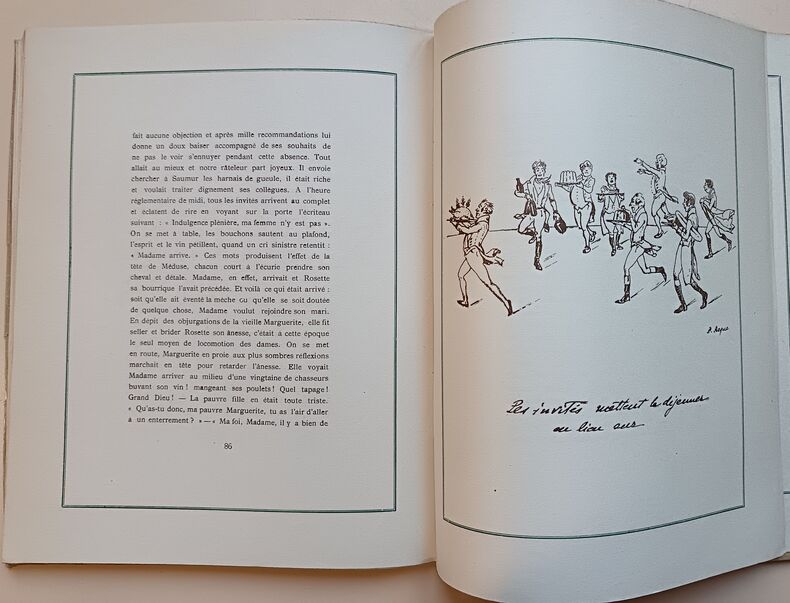 fait aucune objection et après mille recommandations lui
donne un doux baiser accompagné de ses souhaits de
ne pas le voir s'ennuyer pendant cette absence. Tout
allait au mieux et notre râteleur part joyeux. Il envoie
chercher à Saumur les harnais de gueule, il était riche
et voulait traiter dignement ses collègues. A l'heure
réglementaire de midi, tous les invités arrivent au complet
et éclatent de rire en voyant sur la porte l'écriteau
suivant : « Indulgence plénière, ma femme n'y est pas ».
On se met à table, les bouchons sautent au plafond,
l'esprit et le vin pétillent, quand un cri sinistre retentit :
« Madame arrive. » Ces mots produisent l'effet de la
tête de Méduse, chacun court à l'écurie prendre son
cheval et détale. Madame, en effet, arrivait et Rosette
sa bourrique l'avait précédée. Et voilà ce qui était arrivé :
soit qu'elle ait éventé la mèche ou qu'elle se soit doutée
de quelque chose, Madame voulut rejoindre son mari.
En dépit des objurgations de la vieille Marguerite, elle fit
seller et brider Rosette son ânesse, c'était à cette époque
le seul moyen de locomotion des dames. On se met
en route, Marguerite en proie aux plus sombres réflexions
marchait en tête pour retarder l'ânesse. Elle voyait
Madame arriver au milieu d'une vingtaine de chasseurs
buvant son vin ! mangeant ses poulets ! Quel tapage !
Grand Dieu ! — La pauvre fille en était toute triste.
« Qu'as-tu donc, ma pauvre Marguerite, tu as l'air d'aller
à un enterrement ? » — « Ma foi, Madame, il y a bien de
86
Les invités mettent le déjeuner
en lieu sûr